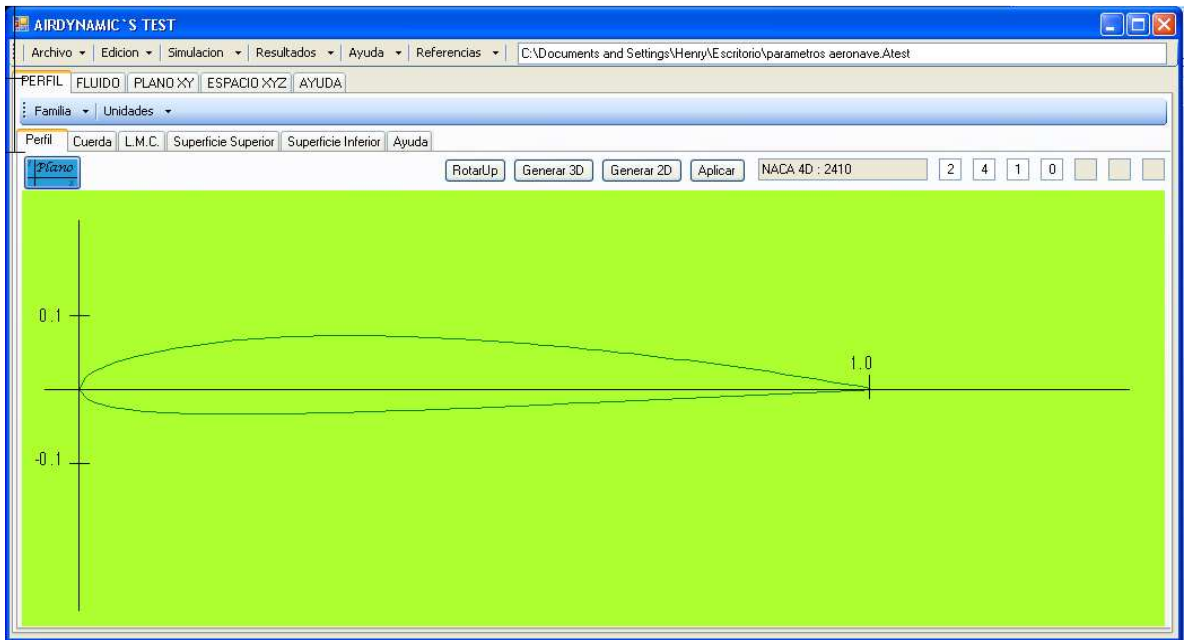 AIRDYNAMIC`S TEST
Archivo Edicion Simulacion Resultados Ayuda Referencias C:\Documents and Settings\Henry\Escritorio\parametros aeronave.Atest
PERFIL FLUIDO PLANO XY ESPACIO XYZ AYUDA
Familia Unidades
Perfil Cuerda L.M.C. Superficie Superior Superficie Inferior Ayuda
Plano RotarUp Generar 3D Generar 2D Aplicar NACA 4D : 2410 2 4 1 0
0.1
1.0
-0.1